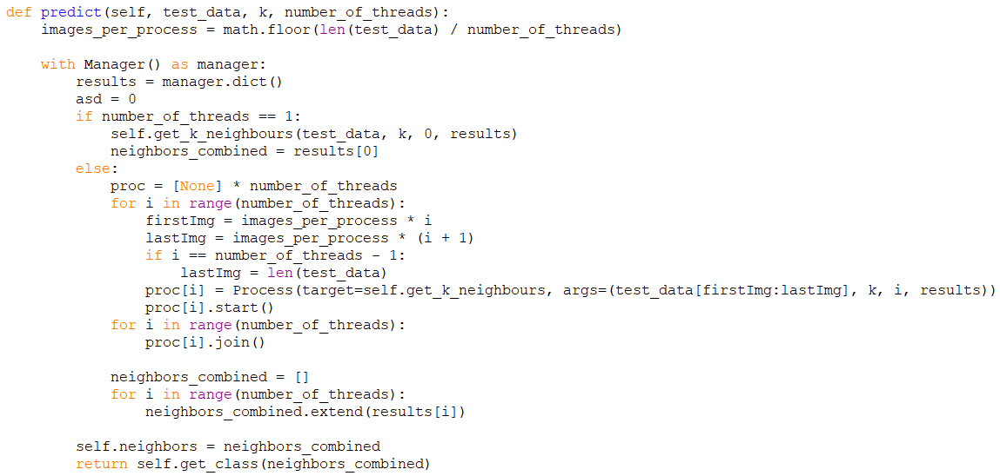 def predict(self, test_data, k, number_of_threads):
    images_per_process = math.floor(len(test_data) / number_of_threads)

    with Manager() as manager:
        results = manager.dict()
        asd = 0
        if number_of_threads == 1:
            self.get_k_neighbours(test_data, k, 0, results)
            neighbors_combined = results[0]
        else:
            proc = [None] * number_of_threads
            for i in range(number_of_threads):
                firstImg = images_per_process * i
                lastImg = images_per_process * (i + 1)
                if i == number_of_threads - 1:
                    lastImg = len(test_data)
                proc[i] = Process(target=self.get_k_neighbours, args=(test_data[firstImg:lastImg], k, i, results))
                proc[i].start()
            for i in range(number_of_threads):
                proc[i].join()

            neighbors_combined = []
            for i in range(number_of_threads):
                neighbors_combined.extend(results[i])

        self.neighbors = neighbors_combined
        return self.get_class(neighbors_combined)